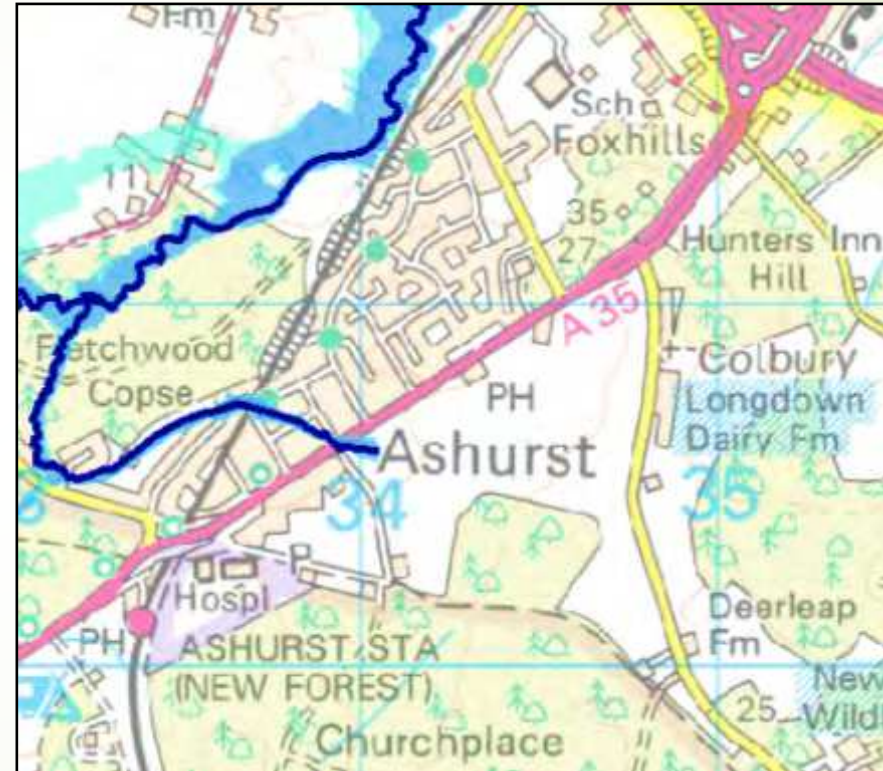 Fm
Sch
Foxhills
11
35
27
Hunters Inn
Hill
A 35
Fletchwood
Copse
Colbury
Longdown
Dairy Fm
PH
Ashurst
34
35
P
Hospl
Deerleap
Fm
PH
ASHURST STA
(NEW FOREST)
New
Wild
25
Churchplace